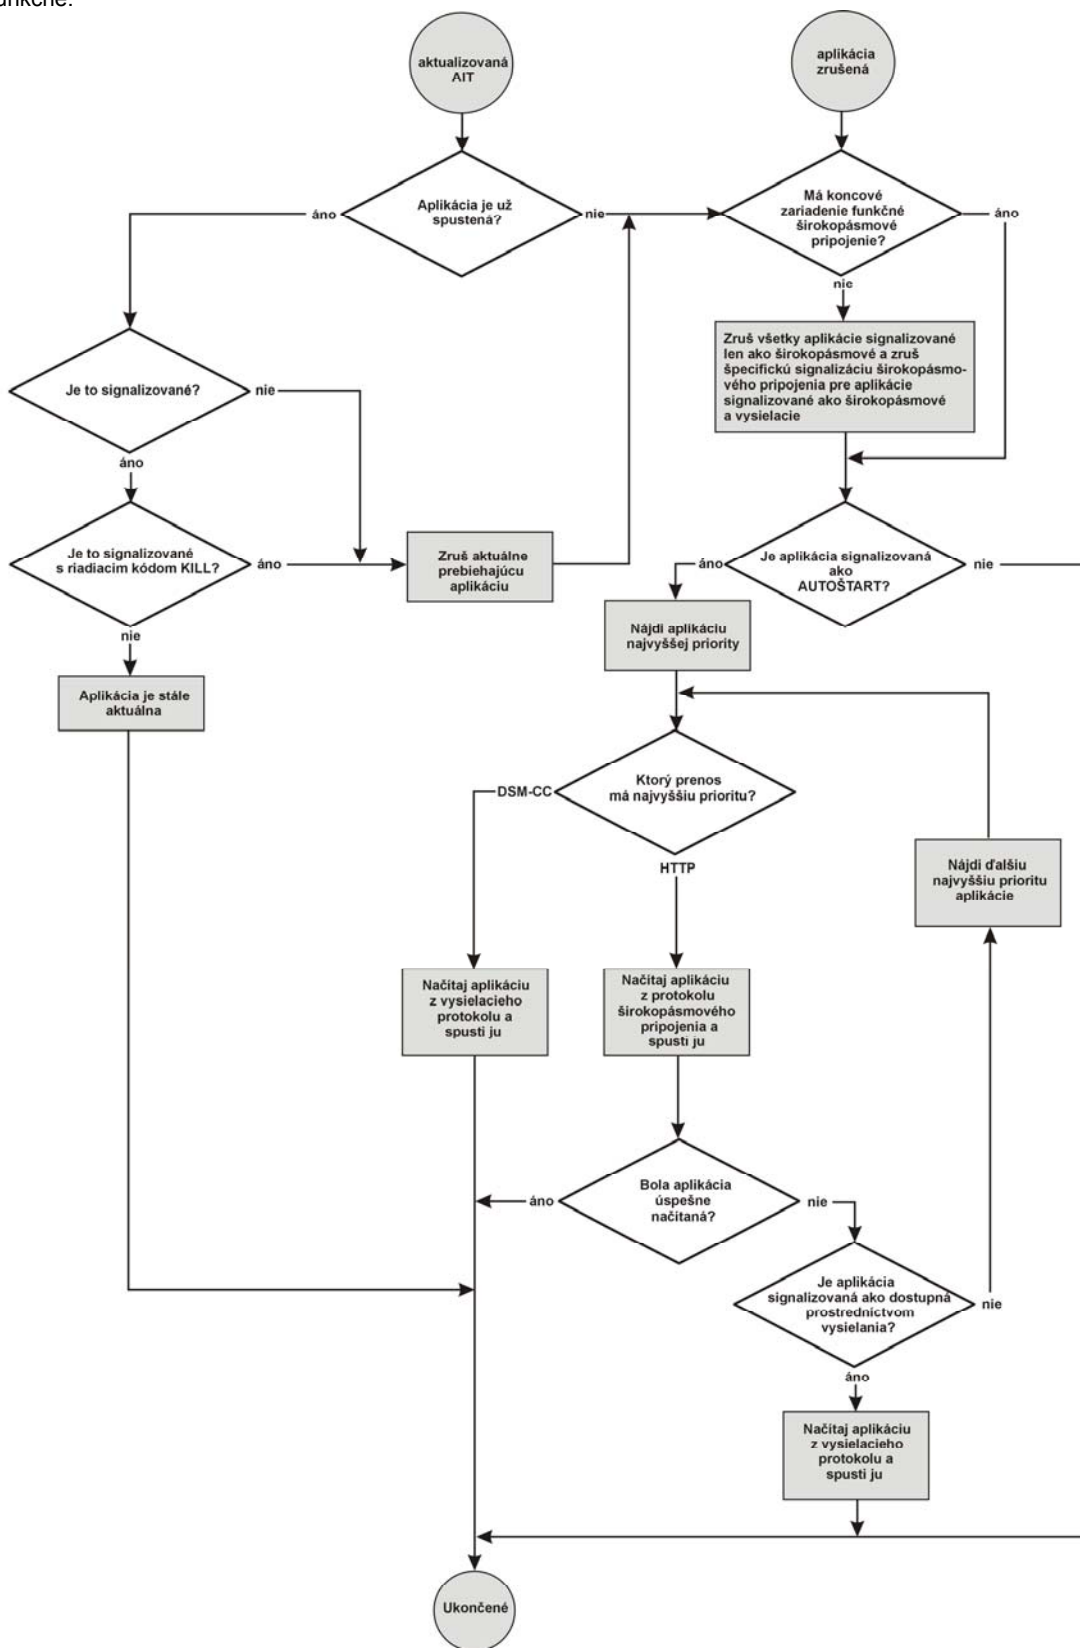 funkčné.
aktualizovaná
AIT
aplikácia
zrušená
Aplikácia je už
spustená?
áno
nie
Má koncové
zariadenie funkčné
širokopásmové
pripojenie?
áno
nie
Zruš všetky aplikácie signalizované
len ako širokopásmové a zruš
špecifickú signalizáciu širokopásmo-
vého pripojenia pre aplikácie
signalizované ako širokopásmové
a vysielacie
Je to signalizované?
nie
áno
Je to signalizované
s riadiacim kódom KILL?
áno
nie
Zruš aktuálne
prebiehajúcu
aplikáciu
Je aplikácia signalizovaná
ako
AUTOŠTART?
áno
nie
Nájdi aplikáciu
najvyššej priority
Aplikácia je stále
aktuálna
Ktorý prenos
má najvyššiu prioritu?
DSM-CC
HTTP
Nájdi ďalšiu
najvyššiu prioritu
aplikácie
Načítaj aplikáciu
z vysielacieho
protokolu a
spusti ju
Načítaj aplikáciu
z protokolu
širokopásmového
pripojenia a
spusti ju
Bola aplikácia
úspešne
načítaná?
áno
nie
Je aplikácia
signalizovaná ako dostupná
prostredníctvom
vysielania?
nie
áno
Načítaj aplikáciu
z vysielacieho
protokolu a
spusti ju
Ukončené